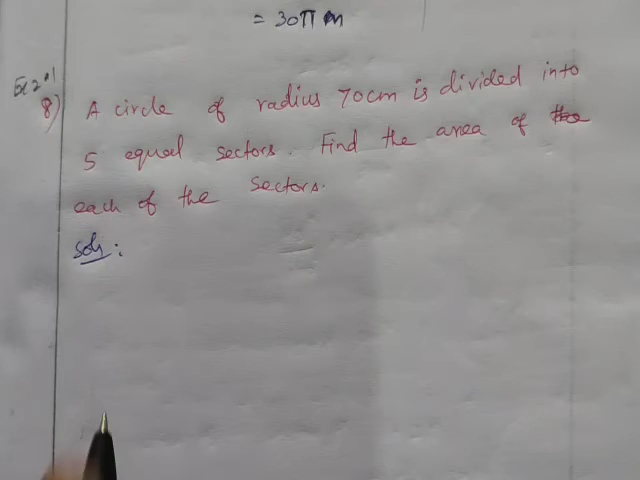 = 30π m
Ex 2.1
8) A circle of radius 70cm is divided into
5 equal sectors. Find the area of the
each of the sectors.
Soln: